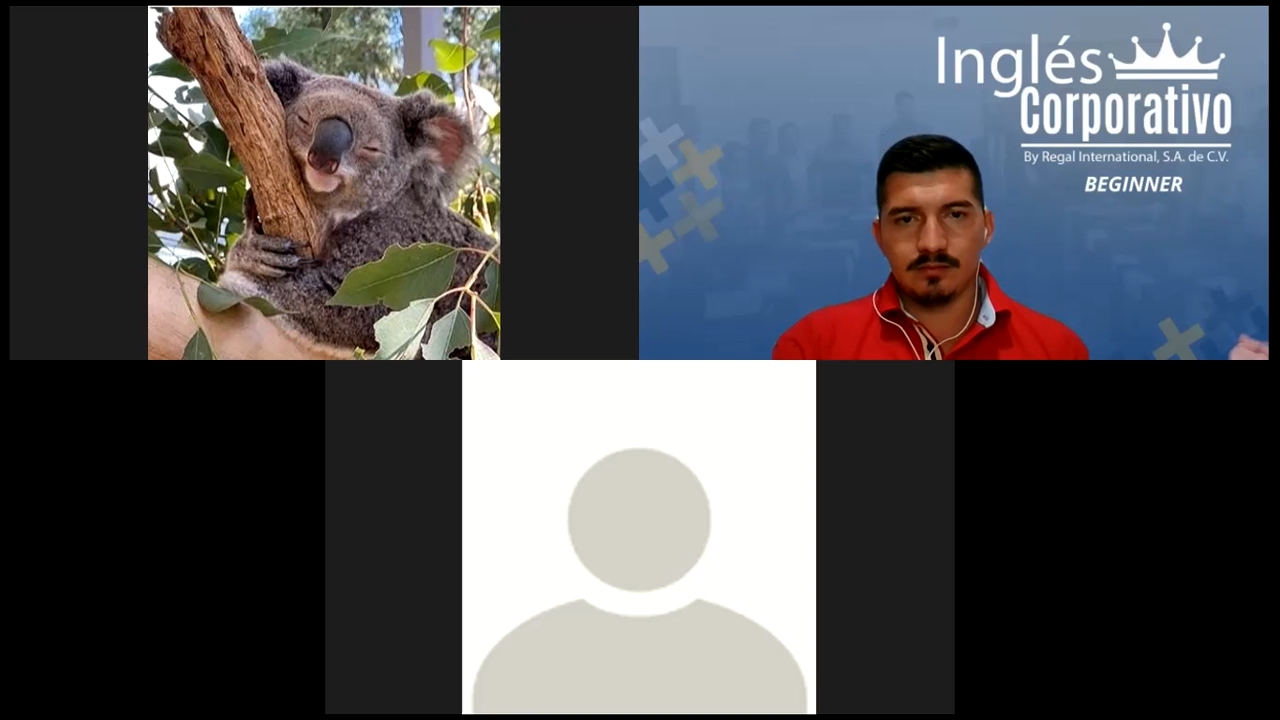 Inglés
Corporativo
By Regal International, S.A. de C.V.
BEGINNER